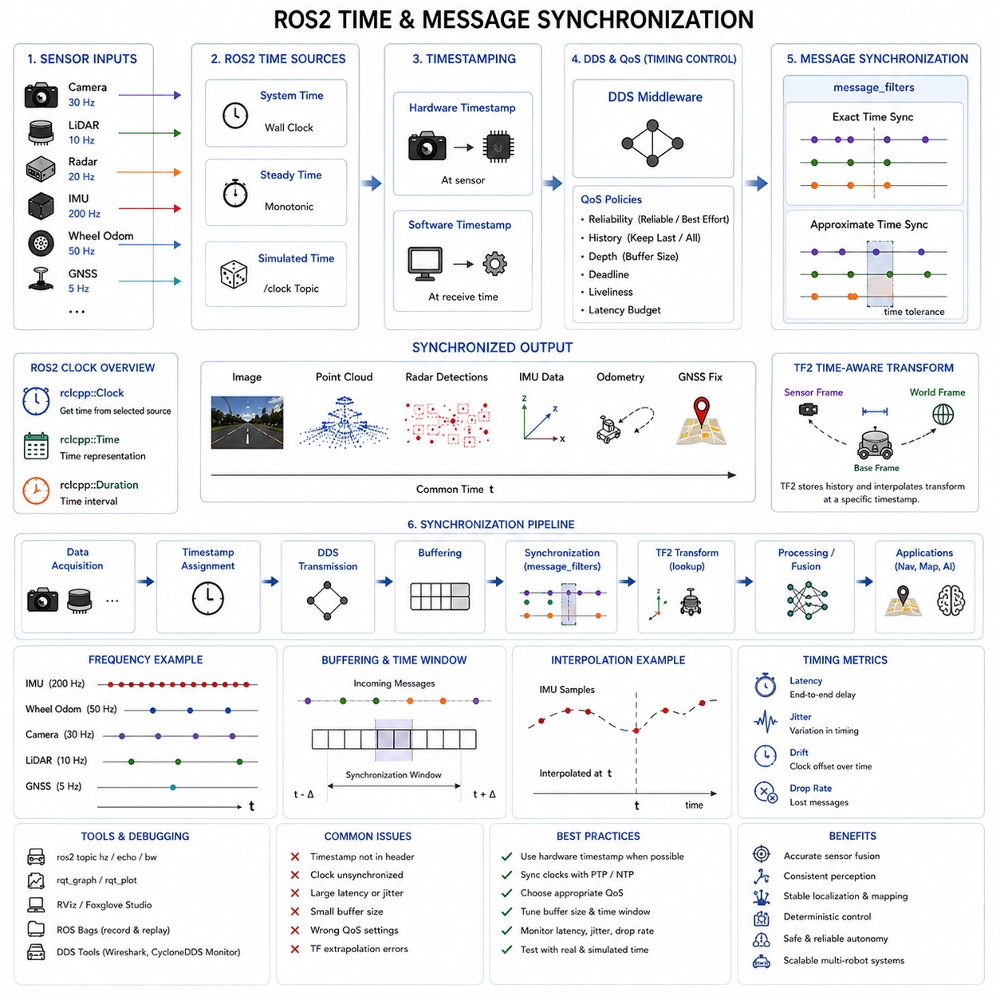 ROS2 TIME & MESSAGE SYNCHRONIZATION
1. SENSOR INPUTS
Camera
30 Hz
LiDAR
10 Hz
Radar
20 Hz
IMU
200 Hz
Wheel Odom
50 Hz
GNSS
5 Hz
...
2. ROS2 TIME SOURCES
System Time
Wall Clock
Steady Time
Monotonic
Simulated Time
/clock Topic
3. TIMESTAMPING
Hardware Timestamp
At sensor
Software Timestamp
At receive time
4. DDS & QoS (TIMING CONTROL)
DDS Middleware
QoS Policies
• Reliability (Reliable / Best Effort)
• History (Keep Last / All)
• Depth (Buffer Size)
• Deadline
• Liveliness
• Latency Budget
5. MESSAGE SYNCHRONIZATION
message_filters
Exact Time Sync
Approximate Time Sync
time tolerance
ROS2 CLOCK OVERVIEW
rclcpp::Clock
Get time from selected source
rclcpp::Time
Time representation
rclcpp::Duration
Time interval
SYNCHRONIZED OUTPUT
Image
Point Cloud
Radar Detections
IMU Data
Z
Z
X
Odometry
GNSS Fix
Common Time t
TF2 TIME-AWARE TRANSFORM
Sensor Frame
World Frame
Base Frame
TF2 stores history and interpolates transform
at a specific timestamp.
6. SYNCHRONIZATION PIPELINE
Data
Acquisition
...
Timestamp
Assignment
DDS
Transmission
Buffering
Synchronization
(message_filters)
TF2 Transform
(lookup)
Processing /
Fusion
Applications
(Nav, Map, AI)
FREQUENCY EXAMPLE
IMU (200 Hz)
Wheel Odom (50 Hz)
Camera (30 Hz)
LiDAR (10 Hz)
GNSS (5 Hz)
t
BUFFERING & TIME WINDOW
Incoming Messages
Synchronization Window
t - Δ
t + Δ
INTERPOLATION EXAMPLE
IMU Samples
Interpolated at t
t
time
TIMING METRICS
Latency
End-to-end delay
Jitter
Variation in timing
Drift
Clock offset over time
Drop Rate
Lost messages
TOOLS & DEBUGGING
ros2 topic hz / echo / bw
rqt_graph / rqt_plot
RViz / Foxglove Studio
ROS Bags (record & replay)
DDS Tools (Wireshark, CycloneDDS Monitor)
COMMON ISSUES
Timestamp not in header
Clock unsynchronized
Large latency or jitter
Small buffer size
Wrong QoS settings
TF extrapolation errors
BEST PRACTICES
Use hardware timestamp when possible
Sync clocks with PTP / NTP
Choose appropriate QoS
Tune buffer size & time window
Monitor latency, jitter, drop rate
Test with real & simulated time
BENEFITS
Accurate sensor fusion
Consistent perception
Stable localization & mapping
Deterministic control
Safe & reliable autonomy
Scalable multi-robot systems